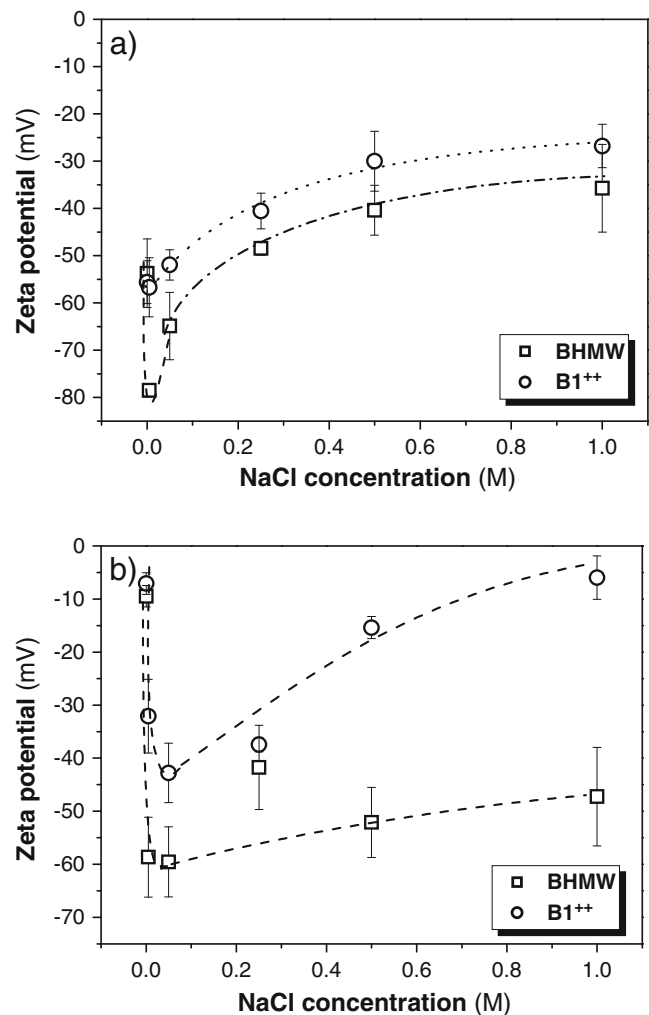 a)
0
-10
-20
-30
-40
-50
-60
-70
-80
Zeta potential (mV)
BHMW
B1++
0.0 0.2 0.4 0.6 0.8 1.0
NaCl concentration (M)
b)
0
-10
-20
-30
-40
-50
-60
-70
Zeta potential (mV)
BHMW
B1++
0.0 0.2 0.4 0.6 0.8 1.0
NaCl concentration (M)